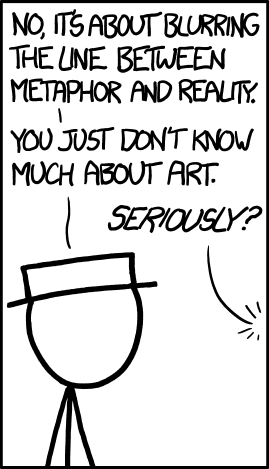 NO, IT'S ABOUT BLURRING
THE LINE BETWEEN
METAPHOR AND REALITY.
YOU JUST DON'T KNOW
MUCH ABOUT ART.
SERIOUSLY?